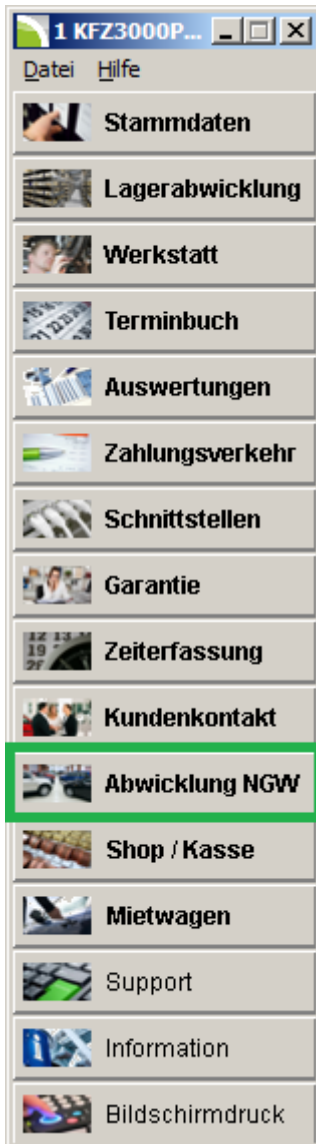 1 KFZ3000P...
Datei Hilfe
Stammdaten
Lagerabwicklung
Werkstatt
Terminbuch
Auswertungen
Zahlungsverkehr
Schnittstellen
Garantie
Zeiterfassung
Kundenkontakt
Abwicklung NGW
Shop / Kasse
Mietwagen
Support
Information
Bildschirmdruck